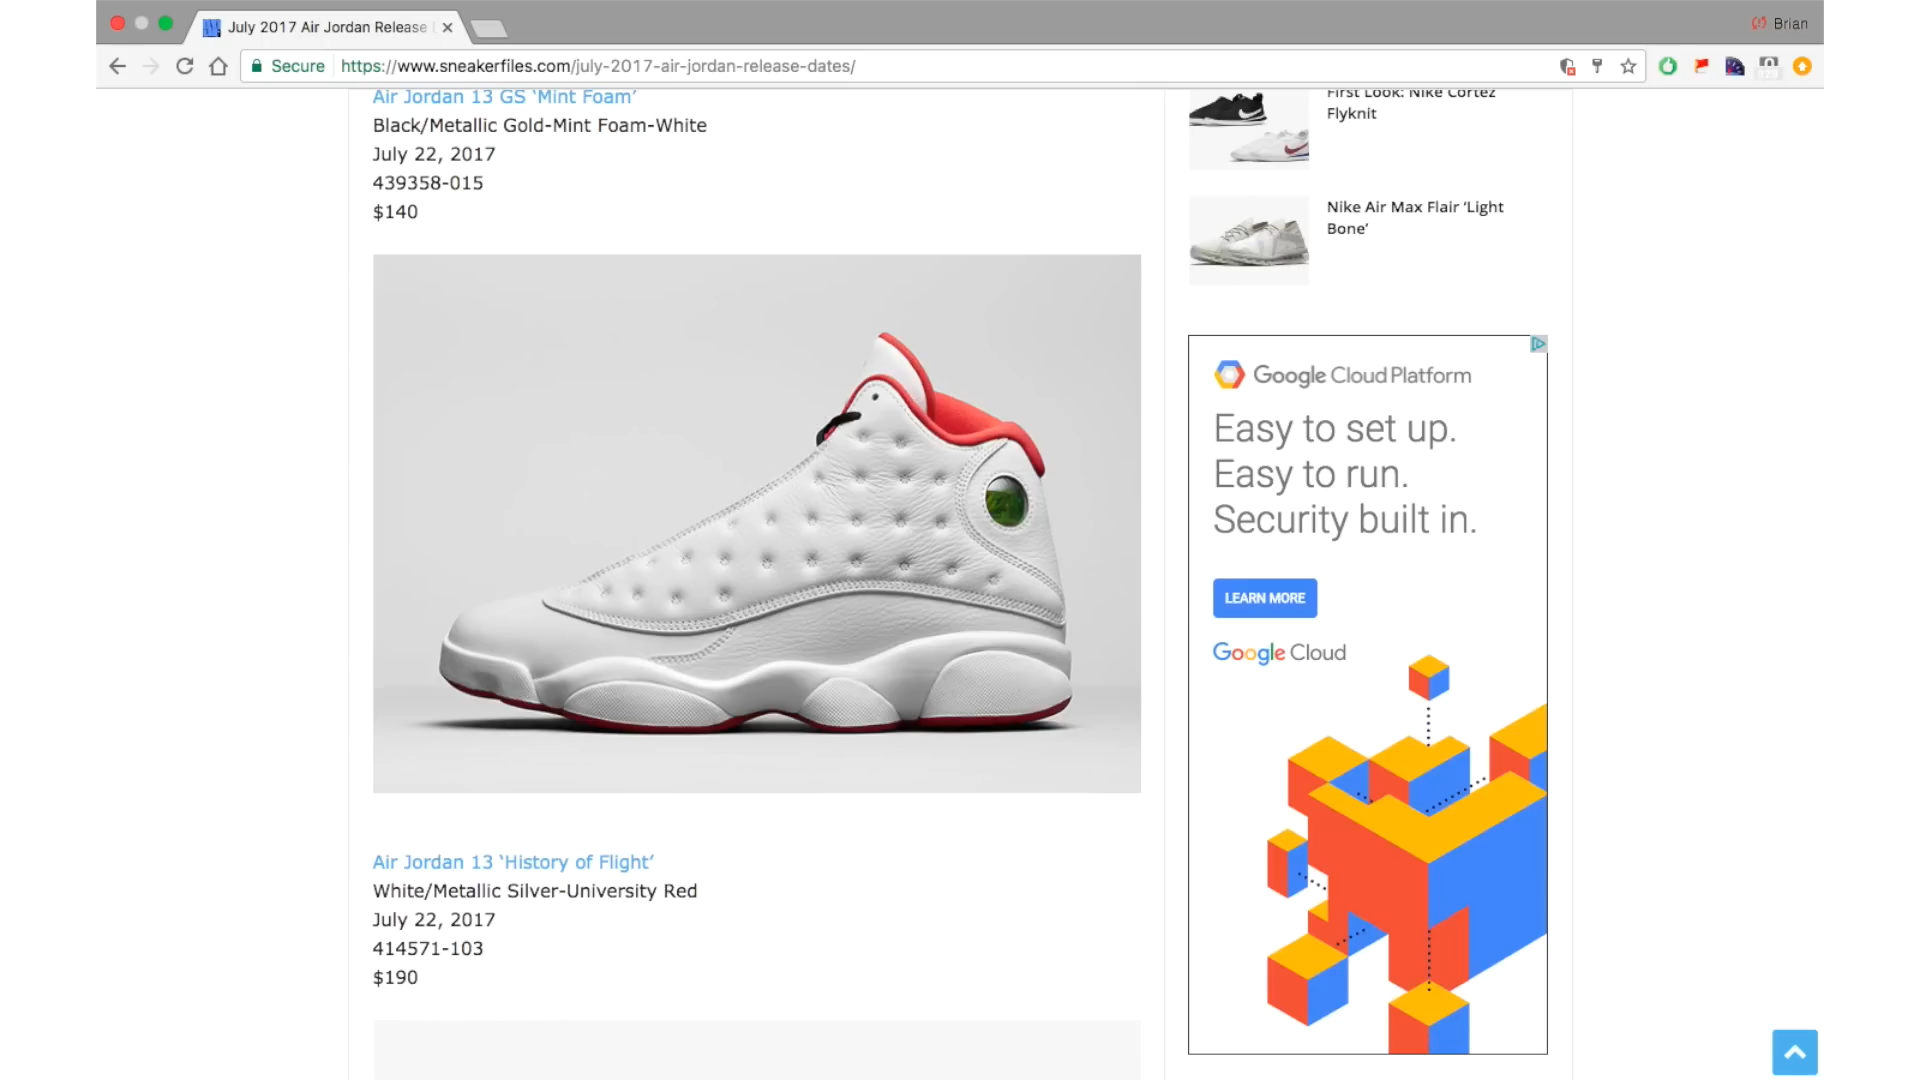 July 2017 Air Jordan Release
Brian
Secure
https://www.sneakerfiles.com/july-2017-air-jordan-release-dates/
Air Jordan 13 GS ‘Mint Foam’
Black/Metallic Gold-Mint Foam-White
July 22, 2017
439358-015
$140
Air Jordan 13 ‘History of Flight’
White/Metallic Silver-University Red
July 22, 2017
414571-103
$190
First Look: Nike Cortez
Flyknit
Nike Air Max Flair ‘Light
Bone’
Google Cloud Platform
Easy to set up.
Easy to run.
Security built in.
LEARN MORE
Google Cloud